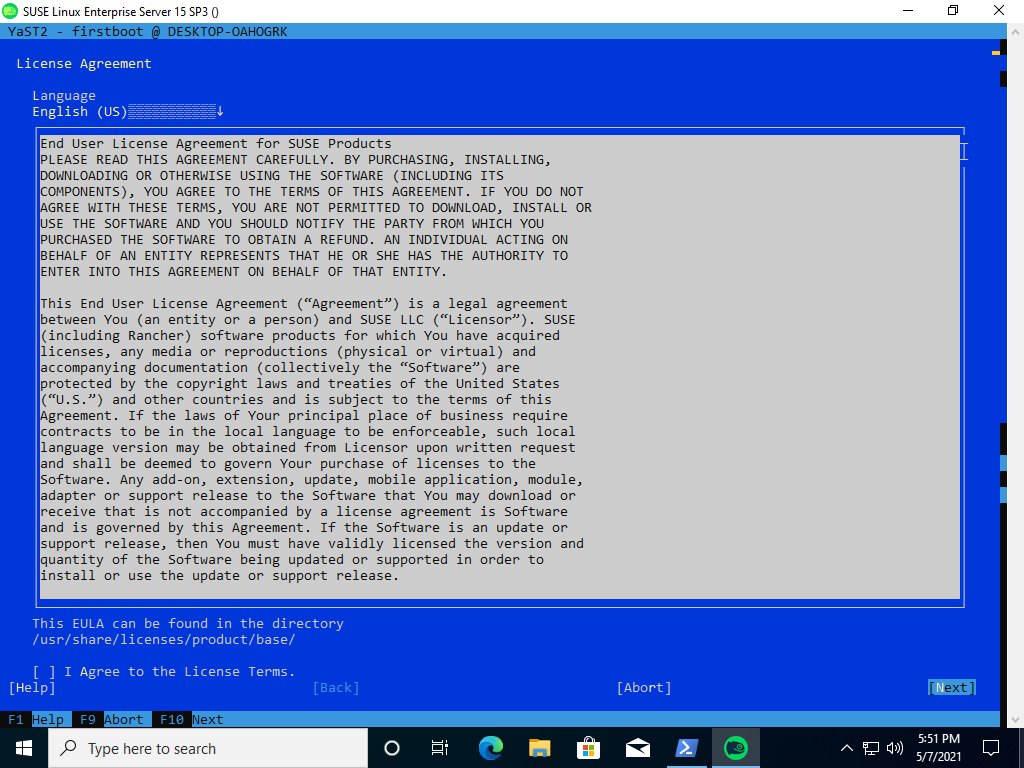 SUSE Linux Enterprise Server 15 SP3 ()
YaST2 - firstboot @ DESKTOP-OAHOGRK
License Agreement
Language
English (US)
End User License Agreement for SUSE Products
PLEASE READ THIS AGREEMENT CAREFULLY. BY PURCHASING, INSTALLING,
DOWNLOADING OR OTHERWISE USING THE SOFTWARE (INCLUDING ITS
COMPONENTS), YOU AGREE TO THE TERMS OF THIS AGREEMENT. IF YOU DO NOT
AGREE WITH THESE TERMS, YOU ARE NOT PERMITTED TO DOWNLOAD, INSTALL OR
USE THE SOFTWARE AND YOU SHOULD NOTIFY THE PARTY FROM WHICH YOU
PURCHASED THE SOFTWARE TO OBTAIN A REFUND. AN INDIVIDUAL ACTING ON
BEHALF OF AN ENTITY REPRESENTS THAT HE OR SHE HAS THE AUTHORITY TO
ENTER INTO THIS AGREEMENT ON BEHALF OF THAT ENTITY.
This End User License Agreement (“Agreement”) is a legal agreement
between You (an entity or a person) and SUSE LLC (“Licensor”). SUSE
(including Rancher) software products for which You have acquired
licenses, any media or reproductions (physical or virtual) and
accompanying documentation (collectively the “Software”) are
protected by the copyright laws and treaties of the United States
(“U.S.”) and other countries and is subject to the terms of this
Agreement. If the laws of Your principal place of business require
contracts to be in the local language to be enforceable, such local
language version may be obtained from Licensor upon written request
and shall be deemed to govern Your purchase of licenses to the
Software. Any add-on, extension, update, mobile application, module,
adapter or support release to the Software that You may download or
receive that is not accompanied by a license agreement is Software
and is governed by this Agreement. If the Software is an update or
support release, then You must have validly licensed the version and
quantity of the Software being updated or supported in order to
install or use the update or support release.
This EULA can be found in the directory
/usr/share/licenses/product/base/
[ ] I Agree to the License Terms.
[Help] [Back] [Abort] [Next]
F1 Help F9 Abort F10 Next
Type here to search
5:51 PM
5/7/2021